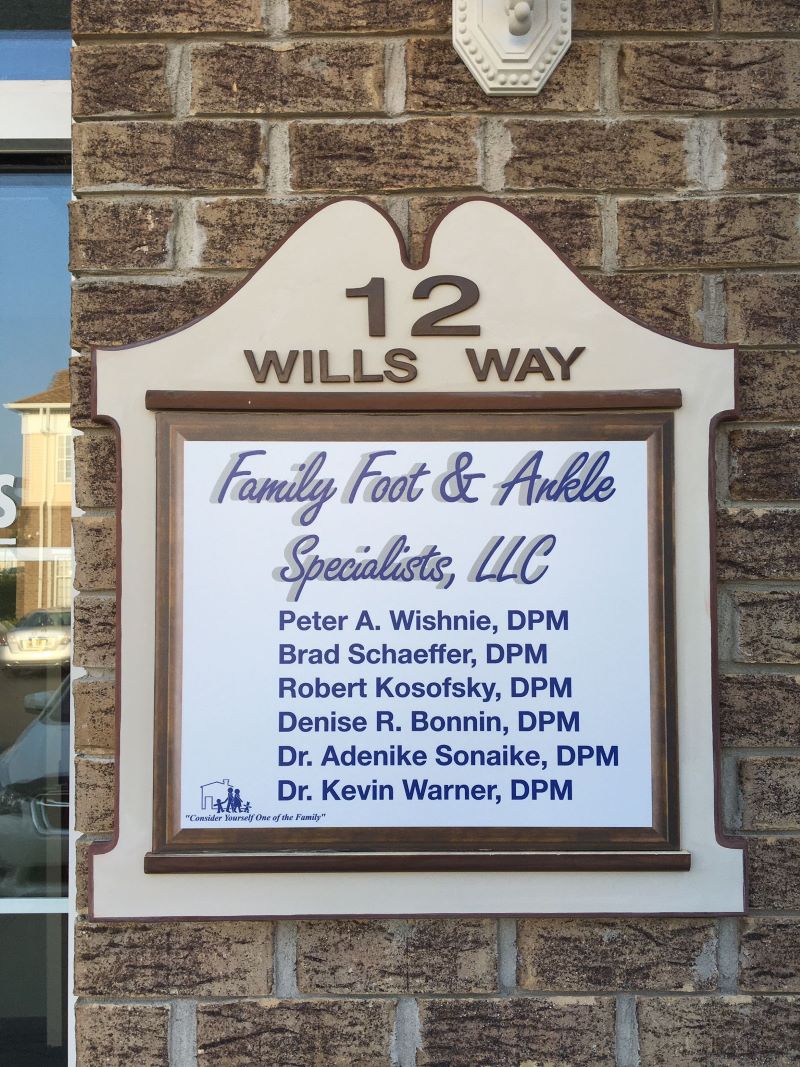 12
WILLS WAY
Family Foot & Ankle
Specialists, LLC
Peter A. Wishnie, DPM
Brad Schaeffer, DPM
Robert Kosofsky, DPM
Denise R. Bonnin, DPM
Dr. Adenike Sonaike, DPM
Dr. Kevin Warner, DPM
"Consider Yourself One of the Family"